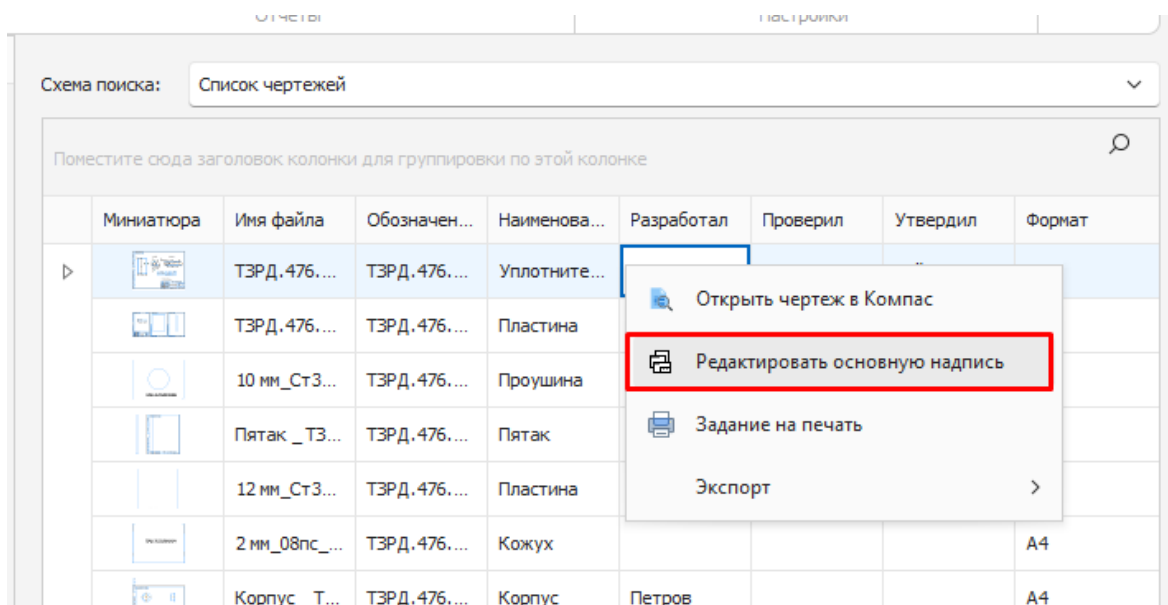 Отчеты Настройки
Схема поиска: Список чертежей
Поместите сюда заголовок колонки для группировки по этой колонке
Миниатюра Имя файла Обозначен... Наименова... Разработал Проверил Утвердил Формат
ТЗРД.476.... ТЗРД.476.... Уплотните...
Открыть чертеж в Компас
ТЗРД.476.... ТЗРД.476.... Пластина
Редактировать основную надпись
10 мм_Ст3... ТЗРД.476.... Проушина
Пятак _ТЗ... ТЗРД.476.... Пятак
Задание на печать
12 мм_Ст3... ТЗРД.476.... Пластина
Экспорт
2 мм_08пс_... ТЗРД.476.... Кожух А4
Корпус Т... ТЗРД.476.... Корпус Петров А4